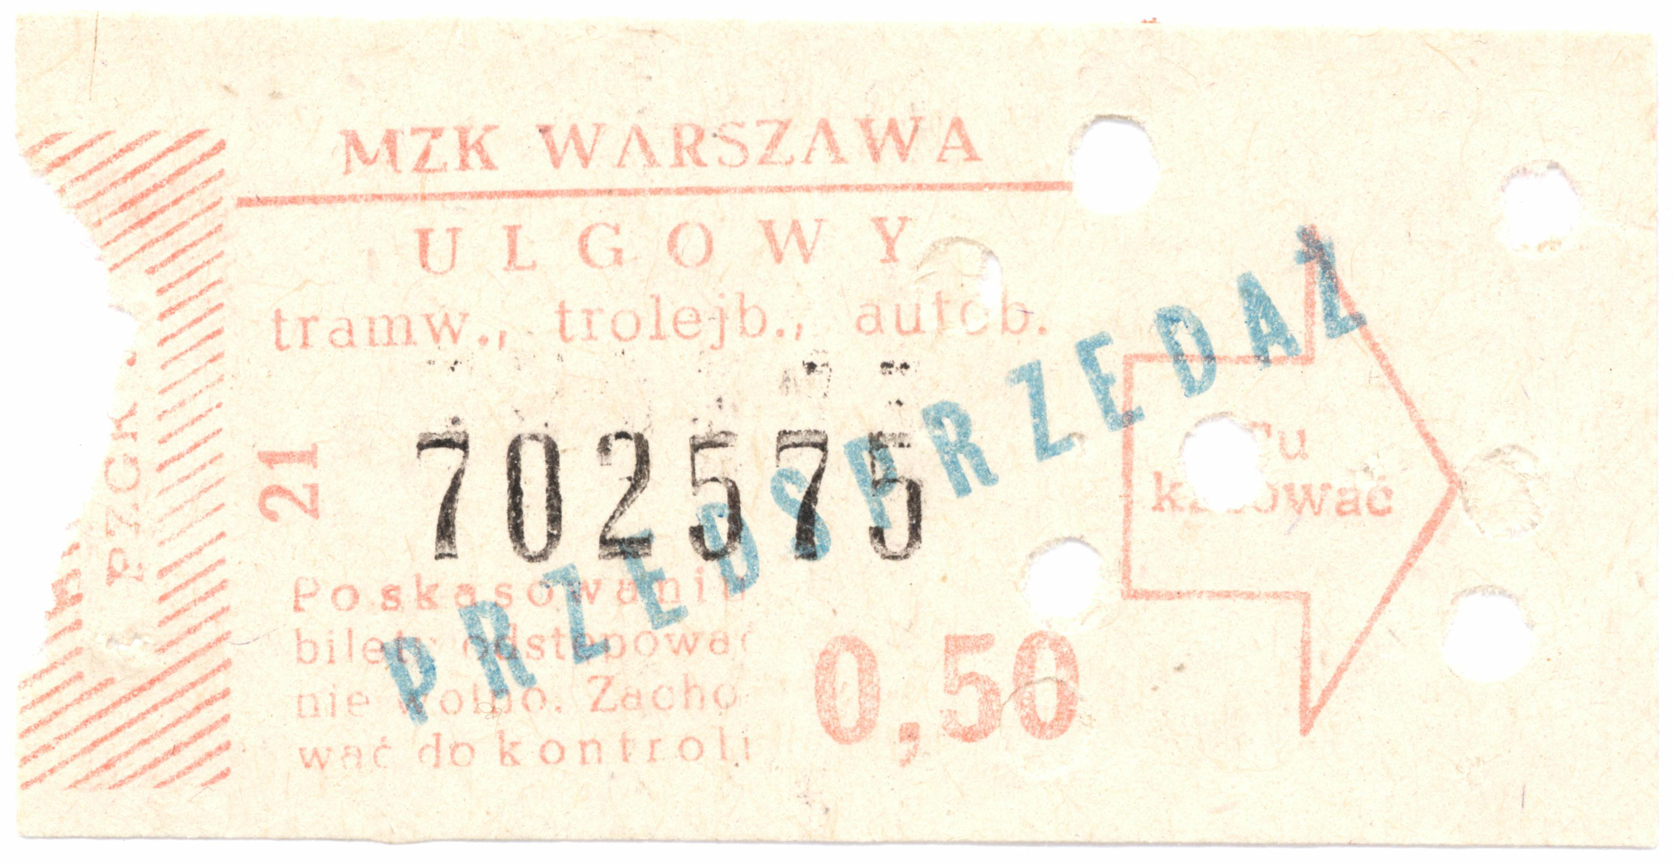 MZK WARSZAWA
ULGOWY
tramw., trolejb., autob.
21
702575
PRZEDSPRZEDAŻ
Tu
kasować
Po skasowaniu
biletu odstępować
nie wolno. Zacho
wać do kontroli
0,50
PZGK.